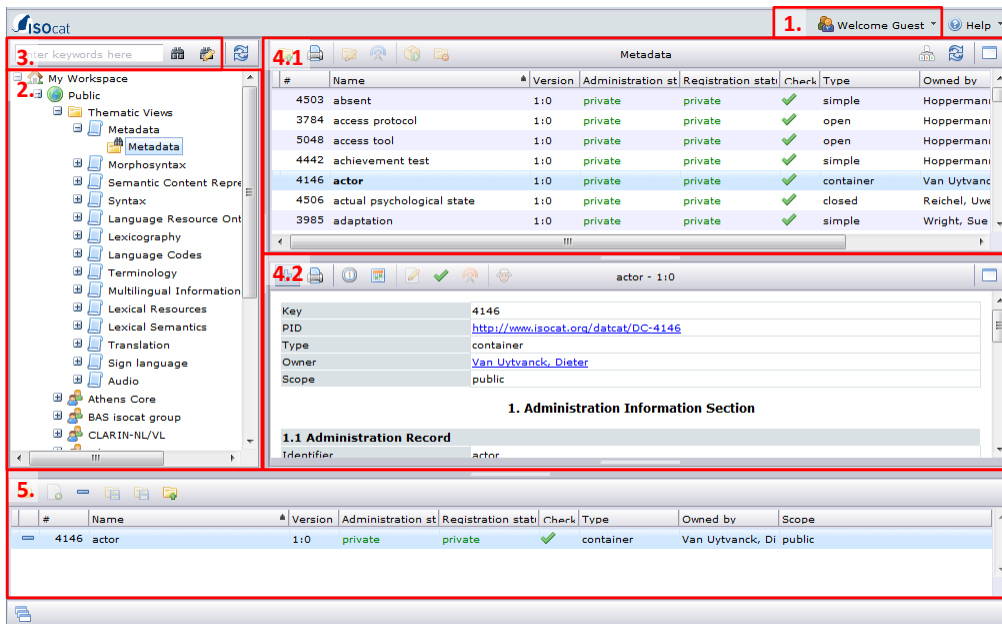 ISOcat
1.
Welcome Guest
Help
3.
enter keywords here
2.
My Workspace
Public
Thematic Views
Metadata
Metadata
Morphosyntax
Semantic Content Repre
Syntax
Language Resource Ont
Lexicography
Language Codes
Terminology
Multilingual Information
Lexical Resources
Lexical Semantics
Translation
Sign language
Audio
Athens Core
BAS isocat group
CLARIN-NL/VL
4.1
Metadata
# Name Version Administration st Registration stati Check Type Owned by
4503 absent 1:0 private private simple Hopperman
3784 access protocol 1:0 private private open Hopperman
5048 access tool 1:0 private private open Hopperman
4442 achievement test 1:0 private private simple Hopperman
4146 actor 1:0 private private container Van Uytvanc
4506 actual psychological state 1:0 private private closed Reichel, Uwe
3985 adaptation 1:0 private private simple Wright, Sue
4.2
actor - 1:0
Key 4146
PID http://www.isocat.org/datcat/DC-4146
Type container
Owner Van Uytvanck, Dieter
Scope public
1. Administration Information Section
1.1 Administration Record
Identifier actor
5.
# Name Version Administration st Registration stati Check Type Owned by Scope
4146 actor 1:0 private private container Van Uytvanck, Di public